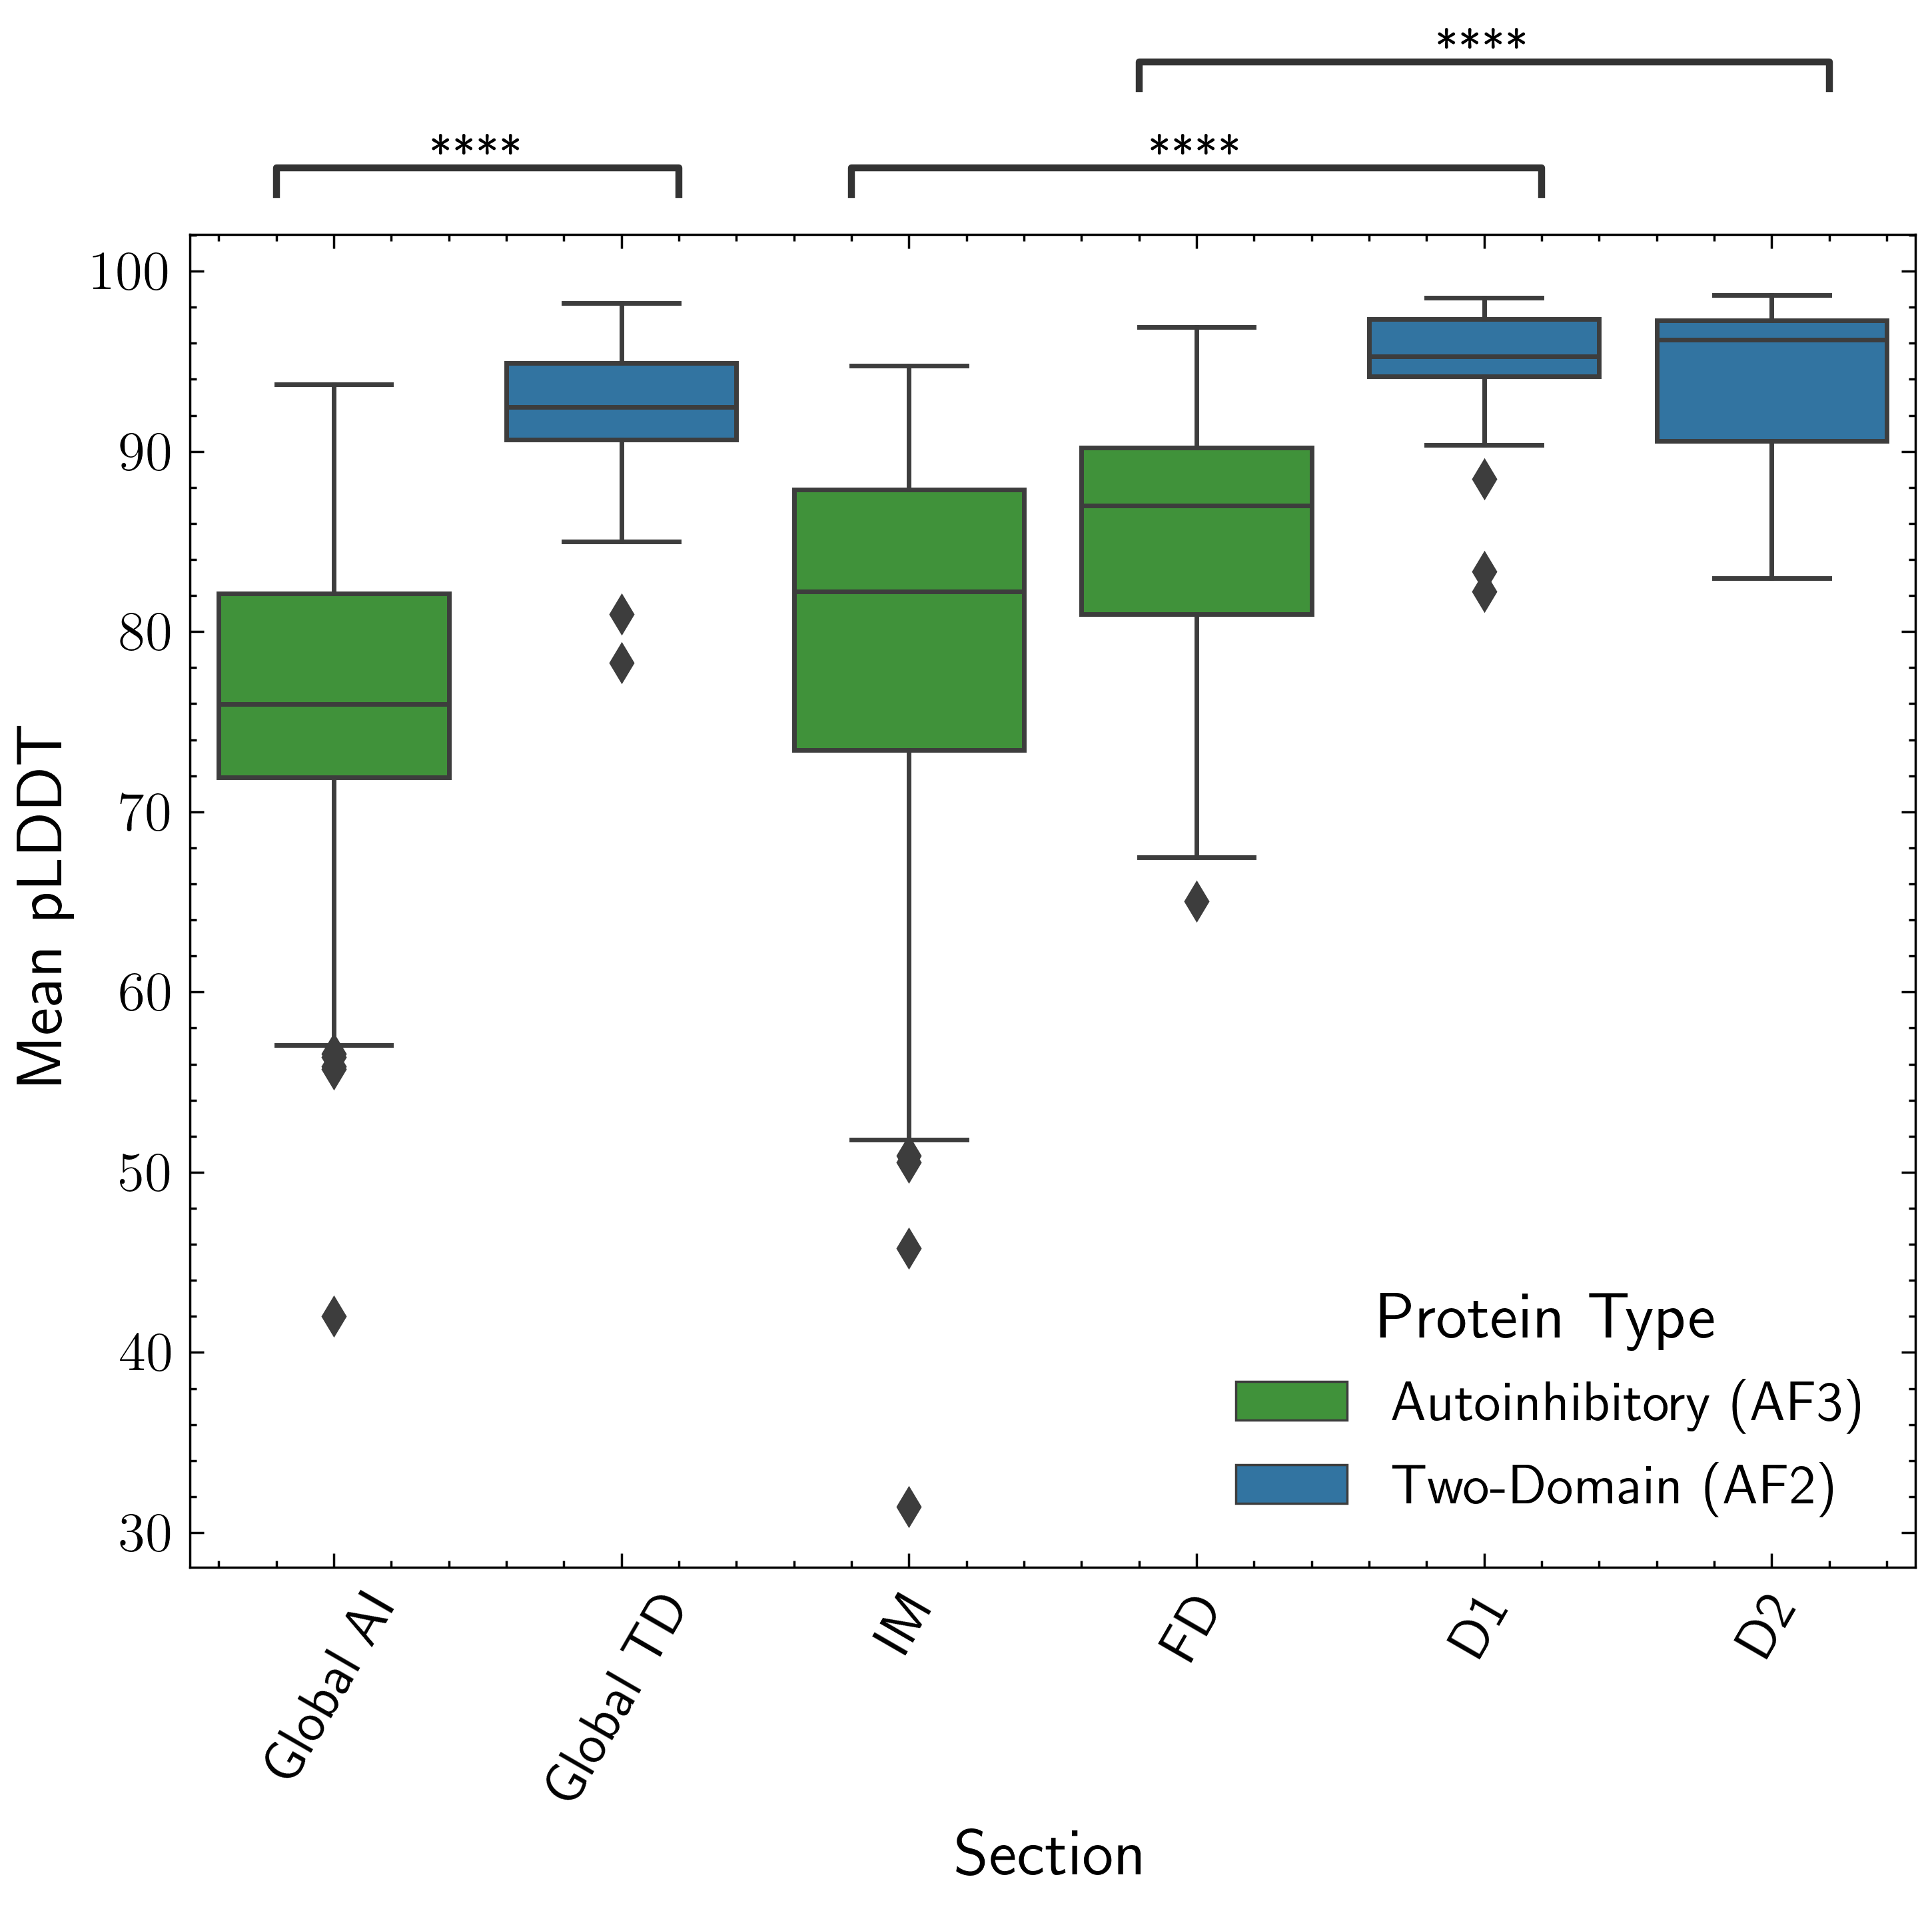 ****
**** ****
100
90
80
70
60
50
40
30
Mean pLDDT
Protein Type
Autoinhibitory (AF3)
Two-Domain (AF2)
Global AI
Global TD
IM
FD
D1
D2
Section